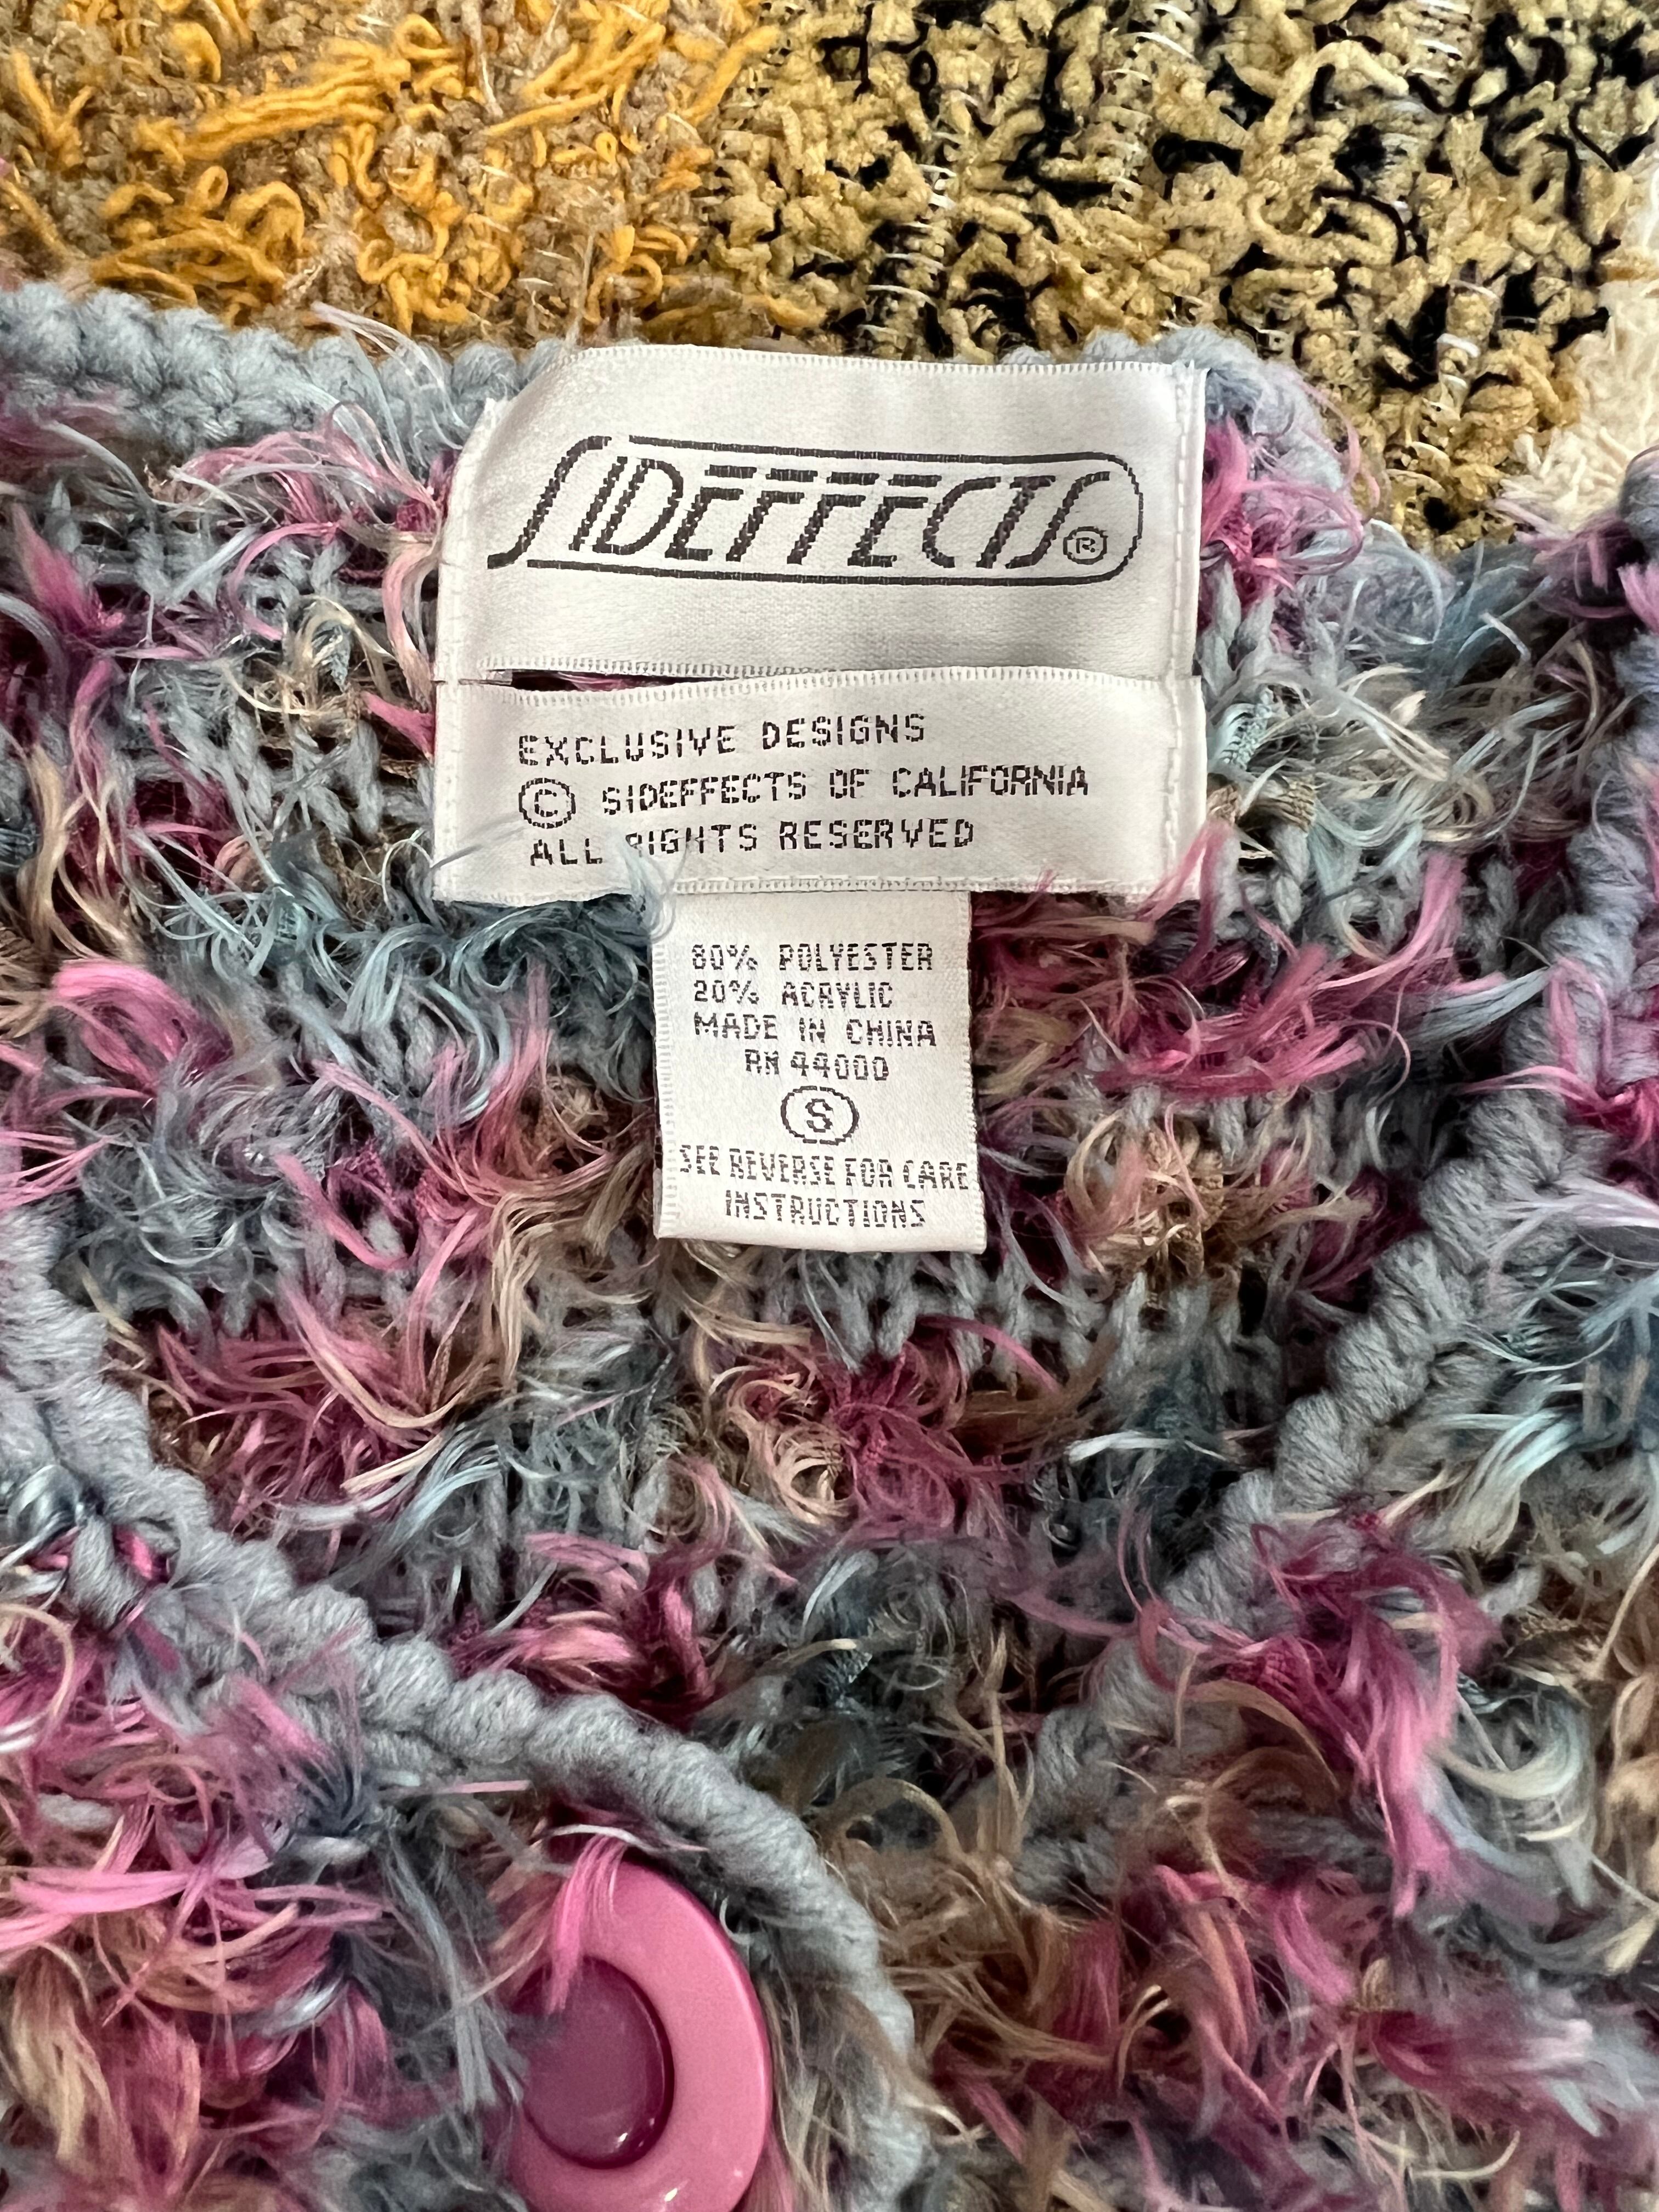 SIDEFFECTS®
EXCLUSIVE DESIGNS
© SIDEFFECTS OF CALIFORNIA
ALL RIGHTS RESERVED
80% POLYESTER
20% ACRYLIC
MADE IN CHINA
RN 44000
S
SEE REVERSE FOR CARE
INSTRUCTIONS